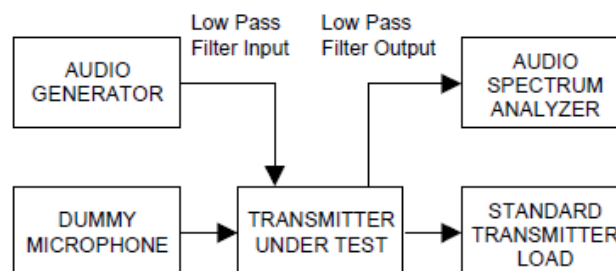 Low Pass
Filter Input
Low Pass
Filter Output
AUDIO
GENERATOR
AUDIO
SPECTRUM
ANALYZER
DUMMY
MICROPHONE
TRANSMITTER
UNDER TEST
STANDARD
TRANSMITTER
LOAD